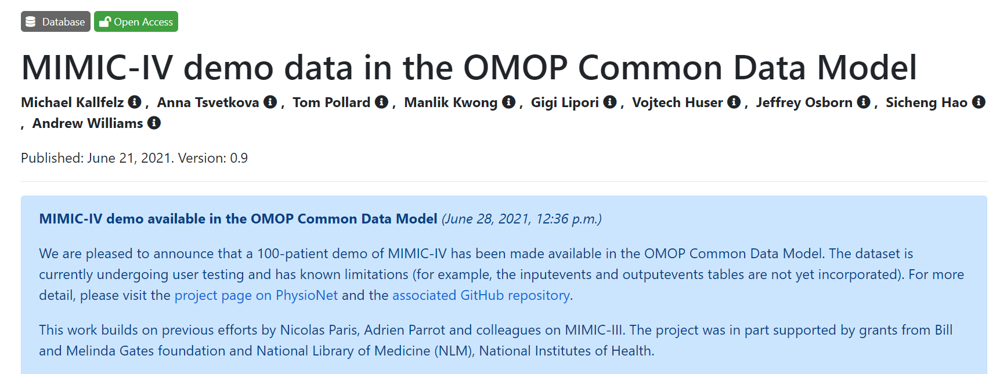 Database Open Access
MIMIC-IV demo data in the OMOP Common Data Model
Michael Kallfelz , Anna Tsvetkova , Tom Pollard , Manlik Kwong , Gigi Lipori , Vojtech Huser , Jeffrey Osborn , Sicheng Hao
, Andrew Williams
Published: June 21, 2021. Version: 0.9
MIMIC-IV demo available in the OMOP Common Data Model (June 28, 2021, 12:36 p.m.)
We are pleased to announce that a 100-patient demo of MIMIC-IV has been made available in the OMOP Common Data Model. The dataset is
currently undergoing user testing and has known limitations (for example, the inputevents and outputevents tables are not yet incorporated). For more
detail, please visit the project page on PhysioNet and the associated GitHub repository.
This work builds on previous efforts by Nicolas Paris, Adrien Parrot and colleagues on MIMIC-III. The project was in part supported by grants from Bill
and Melinda Gates foundation and National Library of Medicine (NLM), National Institutes of Health.